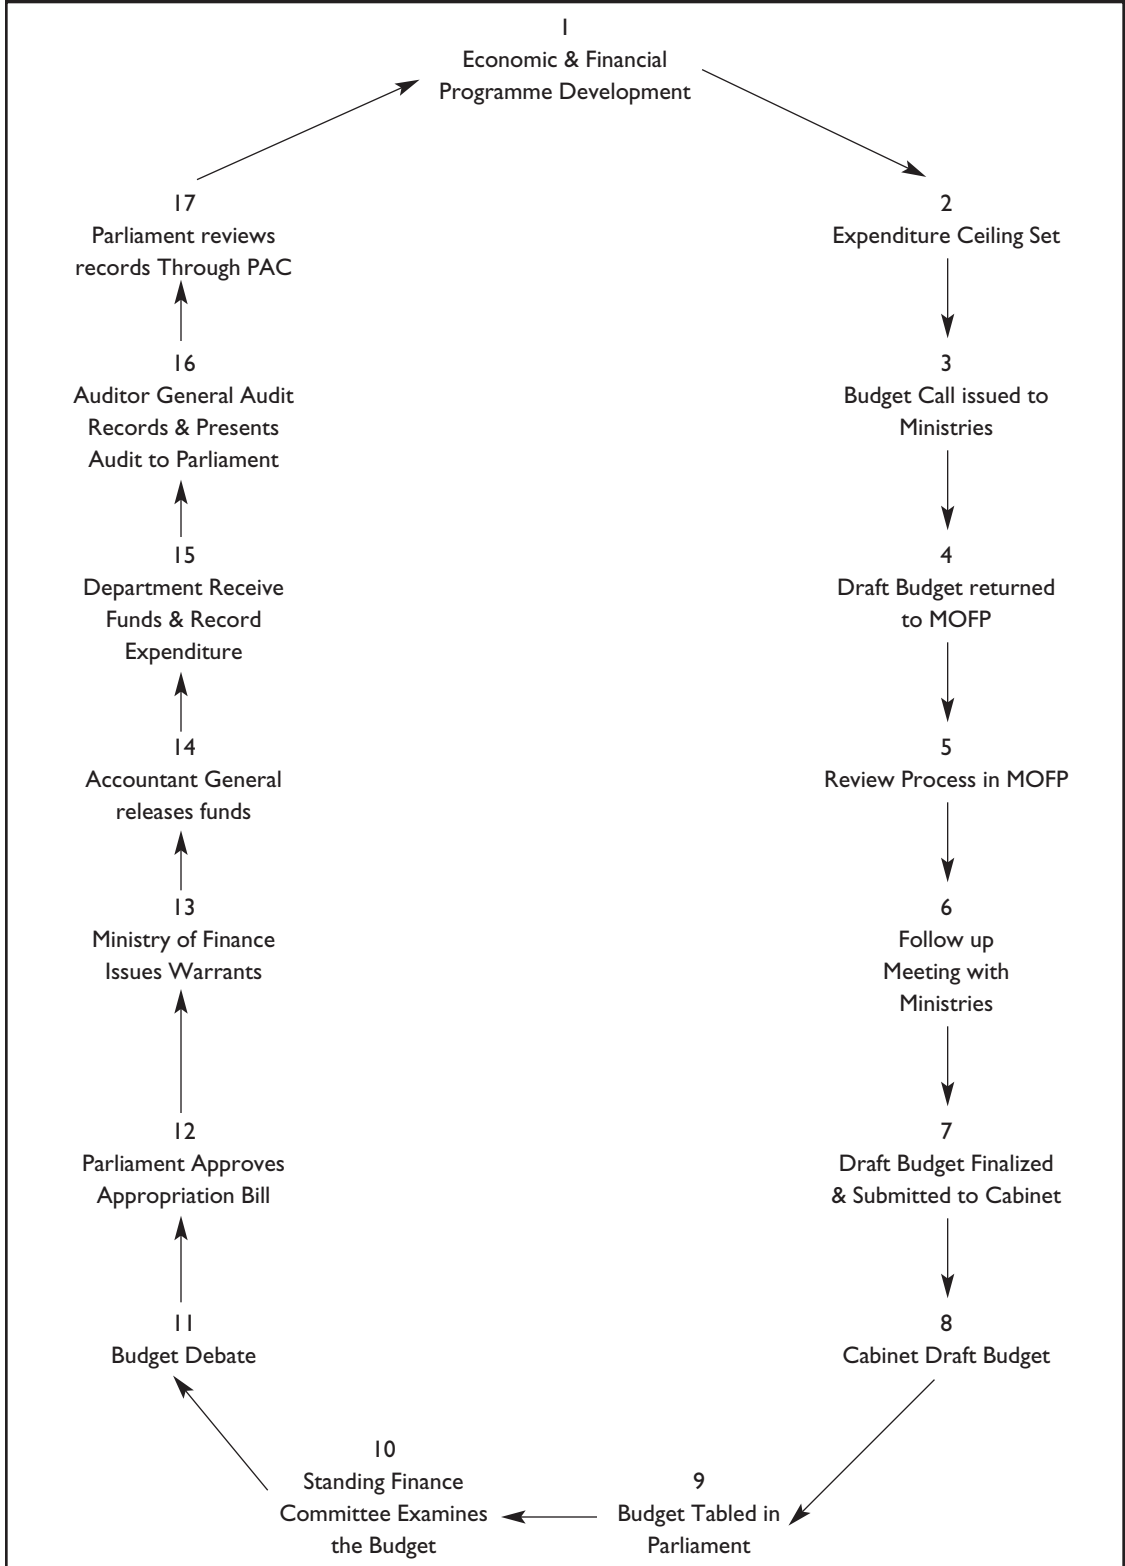 1
Economic & Financial
Programme Development
2
Expenditure Ceiling Set
3
Budget Call issued to
Ministries
4
Draft Budget returned
to MOFP
5
Review Process in MOFP
6
Follow up
Meeting with
Ministries
7
Draft Budget Finalized
& Submitted to Cabinet
8
Cabinet Draft Budget
9
Budget Tabled in
Parliament
10
Standing Finance
Committee Examines
the Budget
11
Budget Debate
12
Parliament Approves
Appropriation Bill
13
Ministry of Finance
Issues Warrants
14
Accountant General
releases funds
15
Department Receive
Funds & Record
Expenditure
16
Auditor General Audit
Records & Presents
Audit to Parliament
17
Parliament reviews
records Through PAC